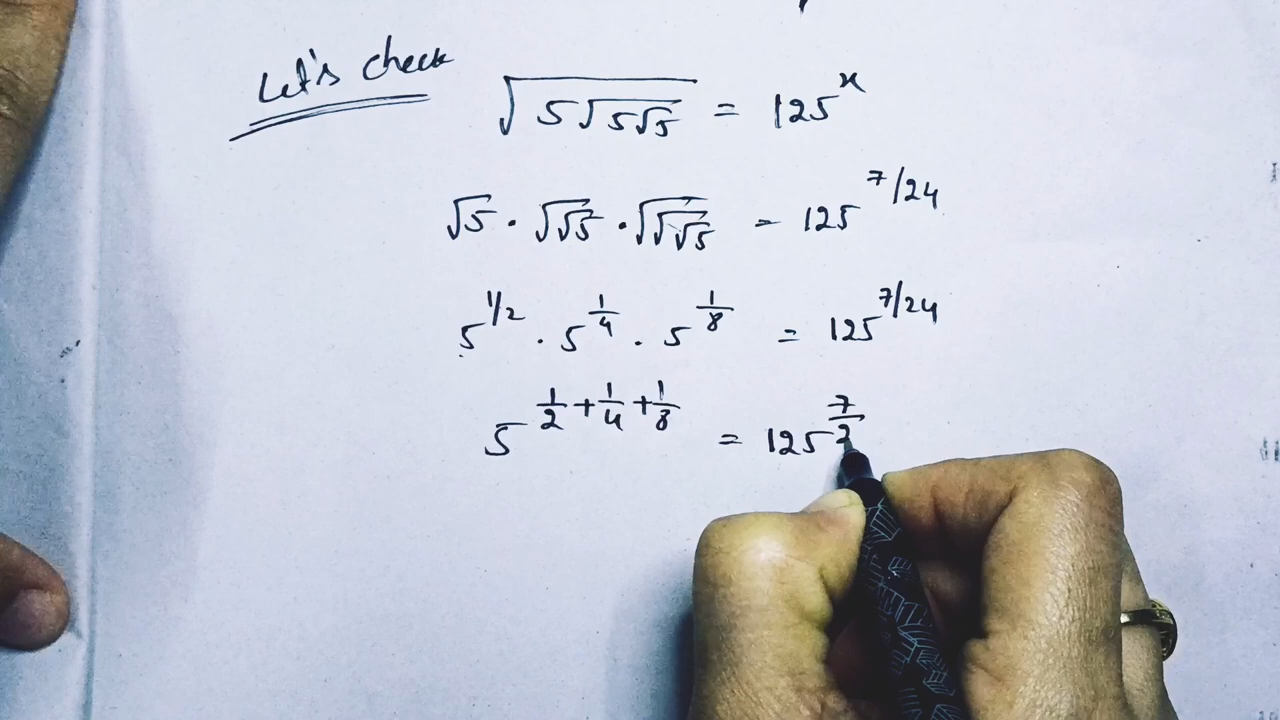 Let's check
√(5√(5√5)) = 125^x
√5 · √√5 · √√√5 = 125^7/24
5^1/2 · 5^1/4 · 5^1/8 = 125^7/24
5^1/2+1/4+1/8 = 125^7/2